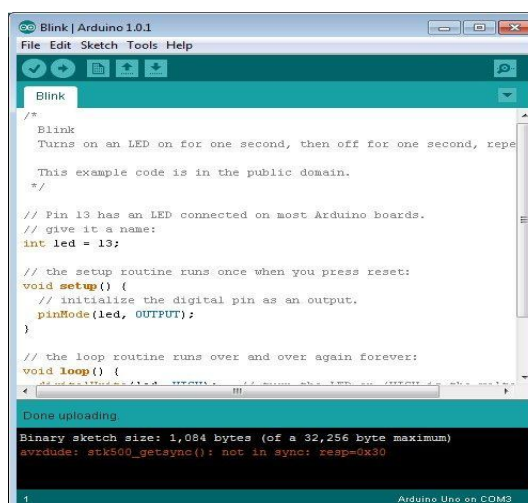 Blink | Arduino 1.0.1
File Edit Sketch Tools Help
Blink
/*
Blink
Turns on an LED on for one second, then off for one second, repe
This example code is in the public domain.
*/
// Pin 13 has an LED connected on most Arduino boards.
// give it a name:
int led = 13;
// the setup routine runs once when you press reset:
void setup() {
// initialize the digital pin as an output.
pinMode(led, OUTPUT);
}
// the loop routine runs over and over again forever:
void loop() {
Done uploading.
Binary sketch size: 1,084 bytes (of a 32,256 byte maximum)
avrdude: stk500_getsync(): not in sync: resp=0x30
1
Arduino Uno on COM3